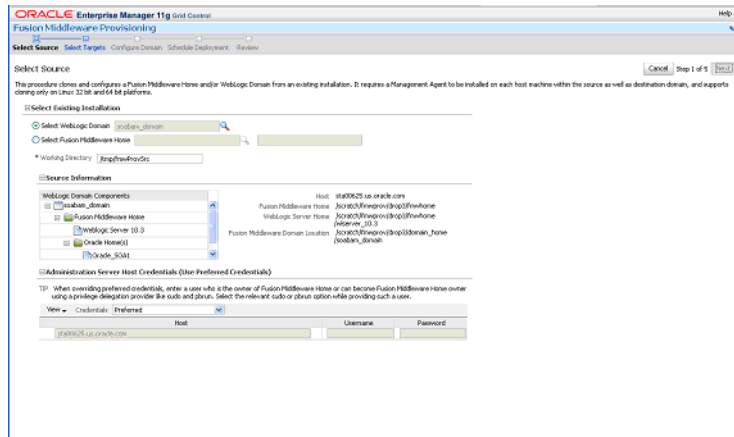 ORACLE Enterprise Manager 11g Grid Control
Help
Fusion Middleware Provisioning
Select Source Select Targets Configure Domain Schedule Deployment Review
Select Source
Cancel Step 1 of 5 Next
This procedure clones and configures a Fusion Middleware Home and/or WebLogic Domain from an existing installation. It requires a Management Agent to be installed on each host machine within the source as well as destination domain, and supports
cloning only on Linux 32 bit and 64 bit platforms.
Select Existing Installation
Select WebLogic Domain soabam_domain
Select Fusion Middleware Home
* Working Directory /tmp/fmwProvSrc
Source Information
WebLogic Domain Components
soabam_domain
Fusion Middleware Home
WebLogic Server 10.3
Oracle Home(s)
Oracle_SOA1
Host sta00625.us.oracle.com
Fusion Middleware Home /scratch/fmwprov/drop3/fmwhome
WebLogic Server Home /scratch/fmwprov/drop3/fmwhome
/wlserver_10.3
Fusion Middleware Domain Location /scratch/fmwprov/drop3/domain_home
/soabam_domain
Administration Server Host Credentials (Use Preferred Credentials)
TIP When overriding preferred credentials, enter a user who is the owner of Fusion Middleware Home or can become Fusion Middleware Home owner
using a privilege delegation provider like sudo and pbrun. Select the relevant sudo or pbrun option while providing such a user.
View Credentials Preferred
Host Username Password
sta00625.us.oracle.com